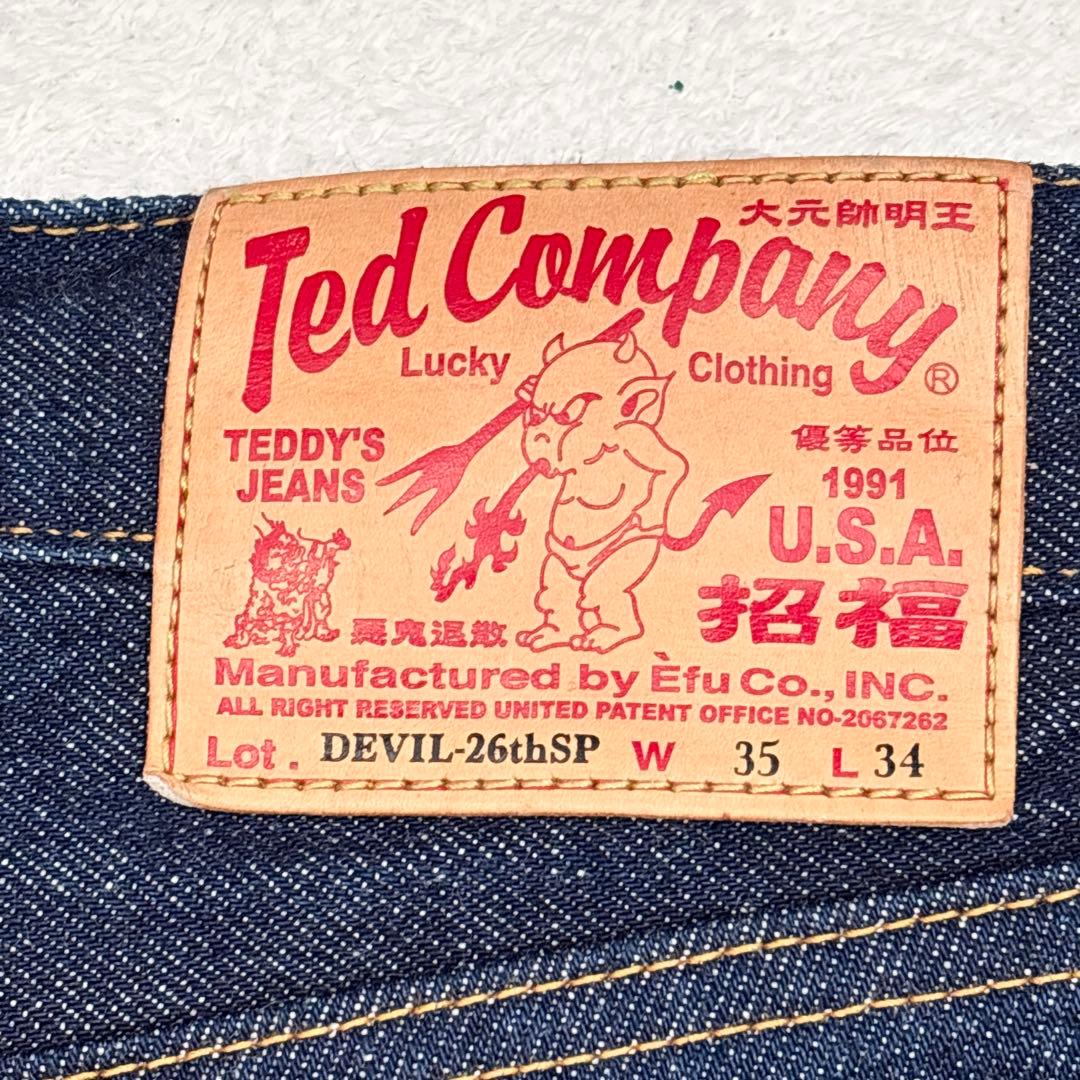 大元帥明王
Ted Company
Lucky Clothing ®
TEDDY'S
JEANS
優等品位
1991
U.S.A.
招福
悪鬼退散
Manufactured by Èfu Co., INC.
ALL RIGHT RESERVED UNITED PATENT OFFICE NO-2067262
Lot . DEVIL-26thSP W 35 L 34